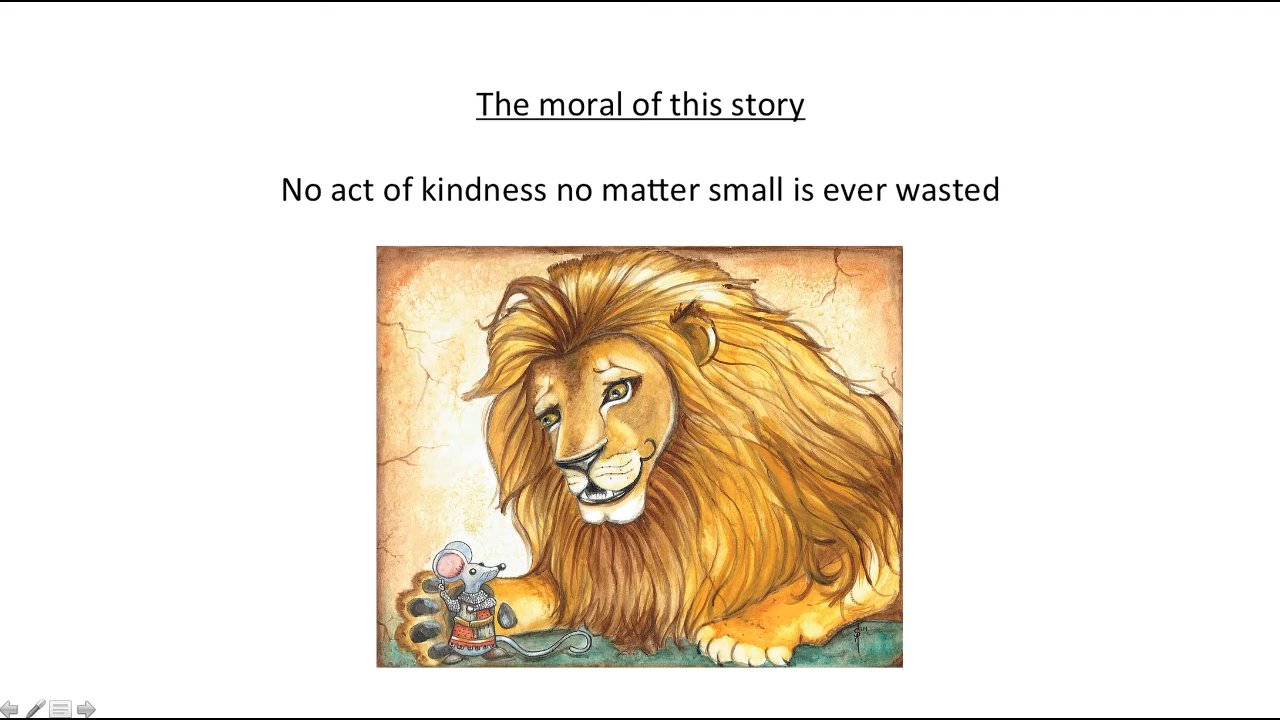 The moral of this story
No act of kindness no matter small is ever wasted